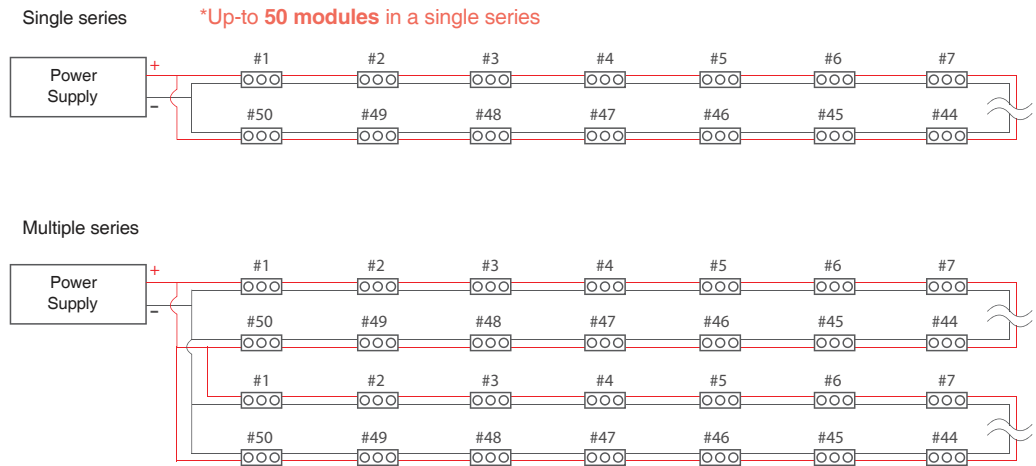 Single series *Up-to 50 modules in a single series
#1 #2 #3 #4 #5 #6 #7
Power
Supply
+
−
#50 #49 #48 #47 #46 #45 #44
Multiple series
#1 #2 #3 #4 #5 #6 #7
Power
Supply
+
−
#50 #49 #48 #47 #46 #45 #44
#1 #2 #3 #4 #5 #6 #7
#50 #49 #48 #47 #46 #45 #44